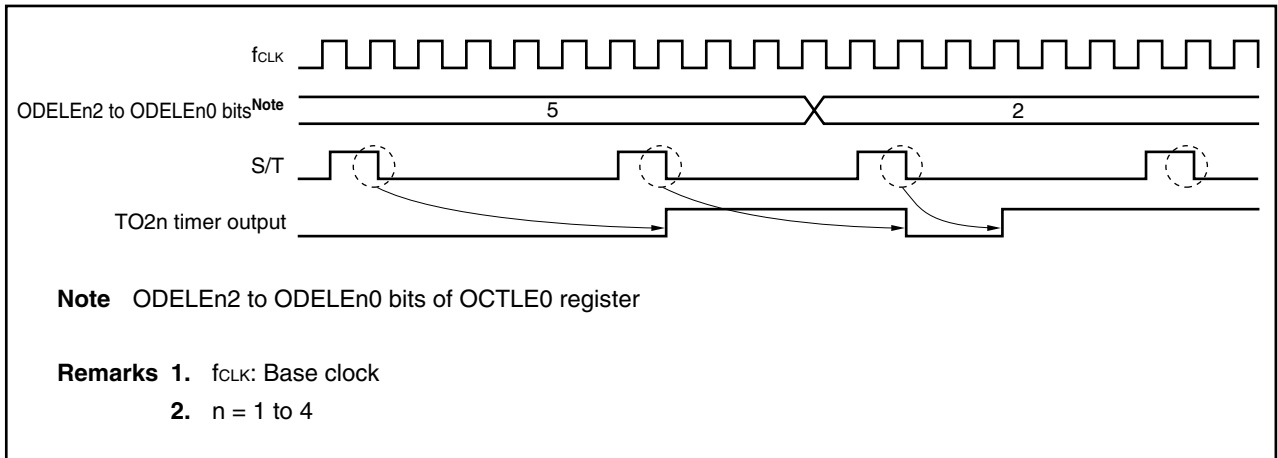 fCLK
ODELEn2 to ODELEn0 bitsNote
5
2
S/T
TO2n timer output
Note ODELEn2 to ODELEn0 bits of OCTLE0 register
Remarks 1. fCLK: Base clock
2. n = 1 to 4